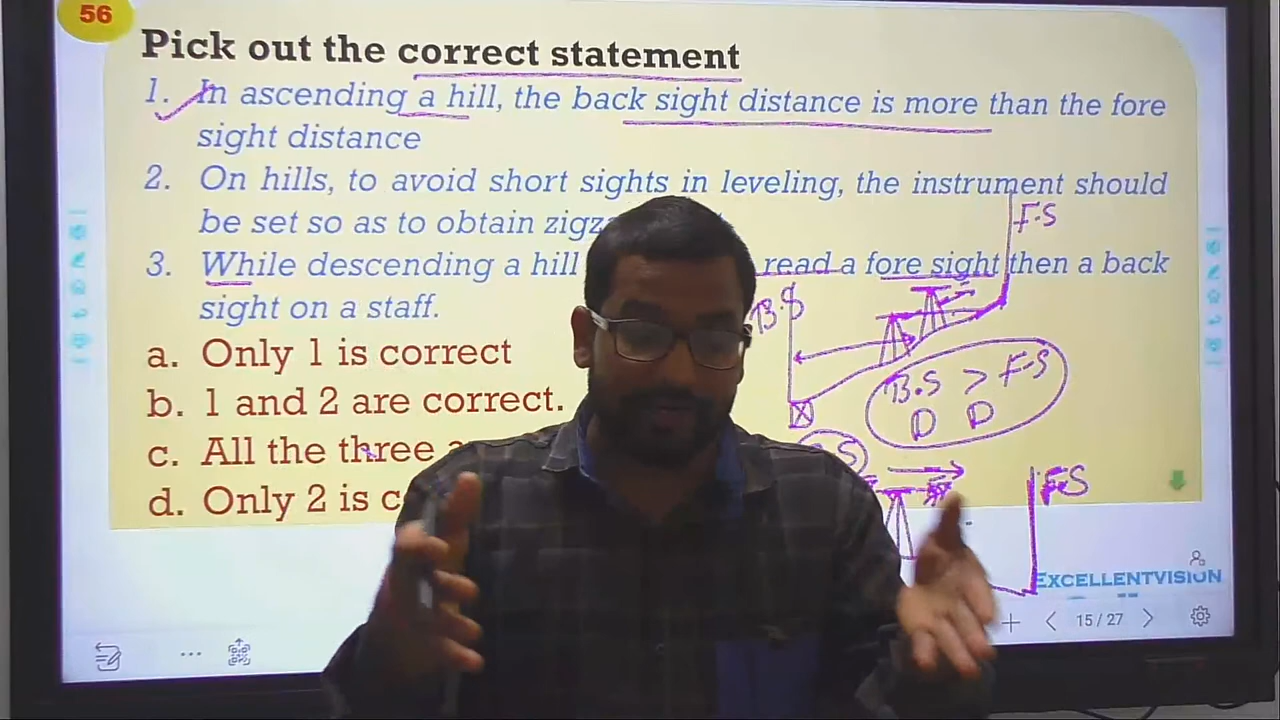 56
Pick out the correct statement
1. In ascending a hill, the back sight distance is more than the fore
sight distance
2. On hills, to avoid short sights in leveling, the instrument should
be set so as to obtain
3. While descending a hill read a fore sight then a back
sight on a staff.
a. Only 1 is correct
b. 1 and 2 are correct.
c. All the three
d. Only 2 is
F.S
B.S
B.S > F.S
D D
F.S
EXCELLENTVISION
15/27